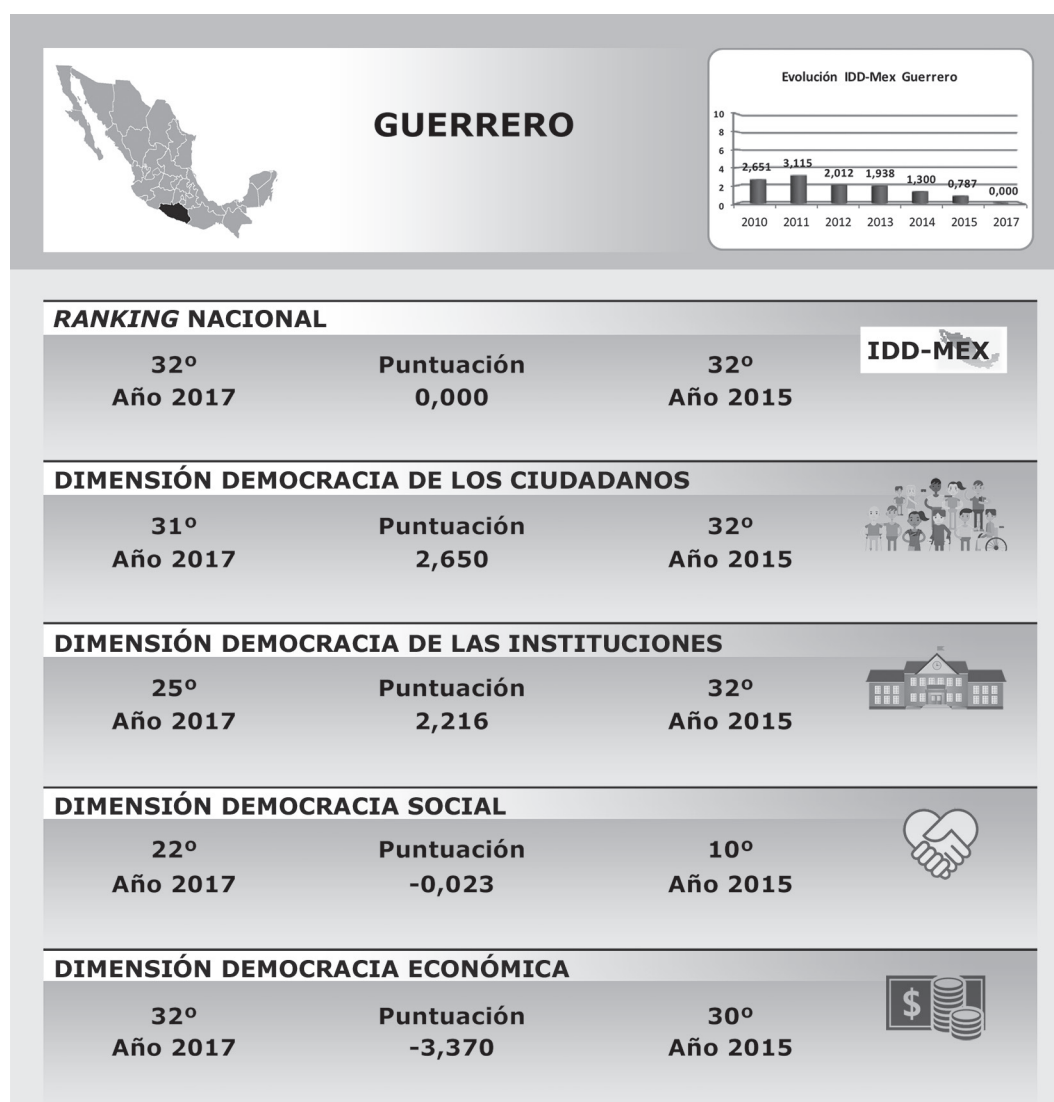 GUERRERO
Evolución IDD-Mex Guerrero
10
8
6
4
2
0
2,651
3,115
2,012
1,938
1,300
0,787
0,000
2010 2011 2012 2013 2014 2015 2017
RANKING NACIONAL
IDD-MEX
32º Puntuación 32º
Año 2017 0,000 Año 2015
DIMENSIÓN DEMOCRACIA DE LOS CIUDADANOS
31º Puntuación 32º
Año 2017 2,650 Año 2015
DIMENSIÓN DEMOCRACIA DE LAS INSTITUCIONES
25º Puntuación 32º
Año 2017 2,216 Año 2015
DIMENSIÓN DEMOCRACIA SOCIAL
22º Puntuación 10º
Año 2017 -0,023 Año 2015
DIMENSIÓN DEMOCRACIA ECONÓMICA
$
32º Puntuación 30º
Año 2017 -3,370 Año 2015